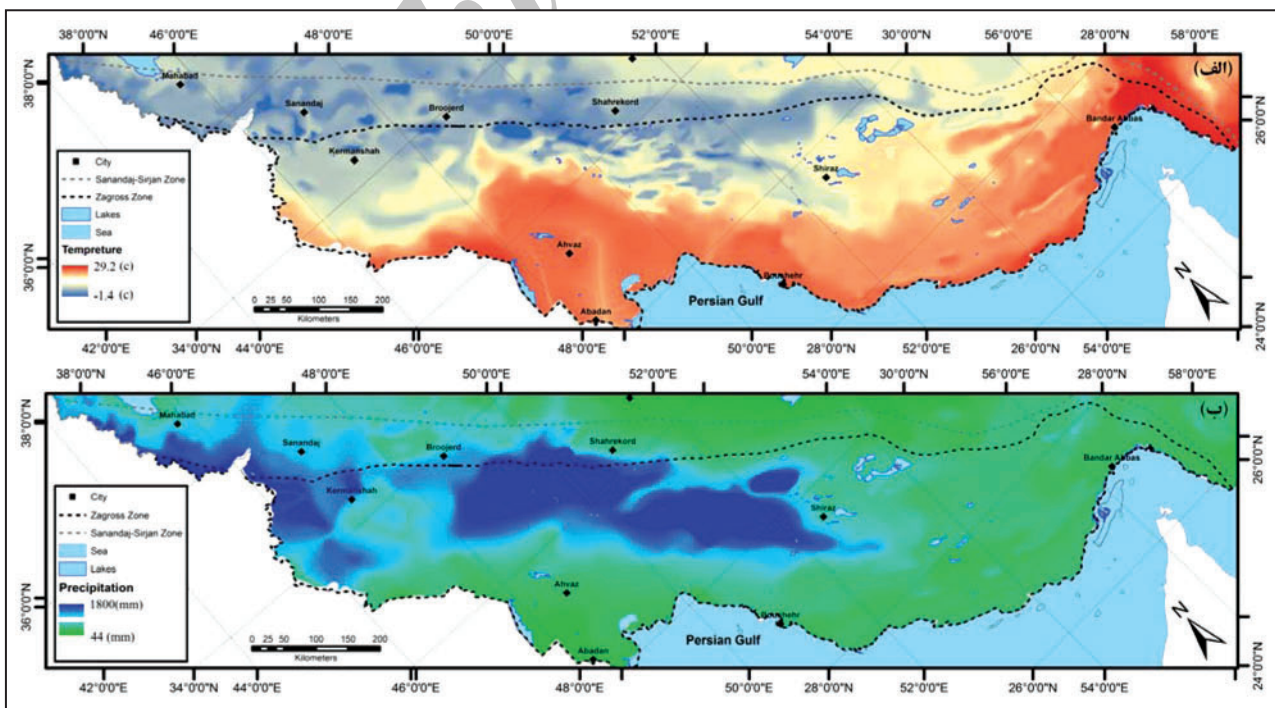 38°0'0"N 46°0'0"E 48°0'0"E 50°0'0"E 52°0'0"E 54°0'0"E 30°0'0"N 56°0'0"E 28°0'0"N 58°0'0"E
(الف)
38°0'0"N
Mahabad
Sanandaj
Broojerd
Shahrekord
Kermanshah
Shiraz
Bandar Abbas
26°0'0"N
City
Sanandaj-Sirjan Zone
Zagross Zone
Lakes
Sea
Tempreture
29.2 (c)
-1.4 (c)
Ahvaz
Boushehr
Abadan
Persian Gulf
0 25 50 100 150 200
Kilometers
N
36°0'0"N
24°0'0"N
42°0'0"E 34°0'0"N 44°0'0"E 46°0'0"E 48°0'0"E 50°0'0"E 28°0'0"N 52°0'0"E 26°0'0"N 54°0'0"E
38°0'0"N 46°0'0"E 48°0'0"E 50°0'0"E 52°0'0"E 54°0'0"E 30°0'0"N 56°0'0"E 28°0'0"N 58°0'0"E
(ب)
38°0'0"N
Mahabad
Sanandaj
Broojerd
Shahrekord
Kermanshah
Shiraz
Bandar Abbas
26°0'0"N
City
Zagross Zone
Sanandaj-Sirjan Zone
Sea
Lakes
Precipitation
1800(mm)
44 (mm)
Ahvaz
Boushehr
Abadan
Persian Gulf
0 25 50 100 150 200
Kilometers
N
36°0'0"N
24°0'0"N
42°0'0"E 34°0'0"N 44°0'0"E 46°0'0"E 48°0'0"E 50°0'0"E 28°0'0"N 52°0'0"E 26°0'0"N 54°0'0"E